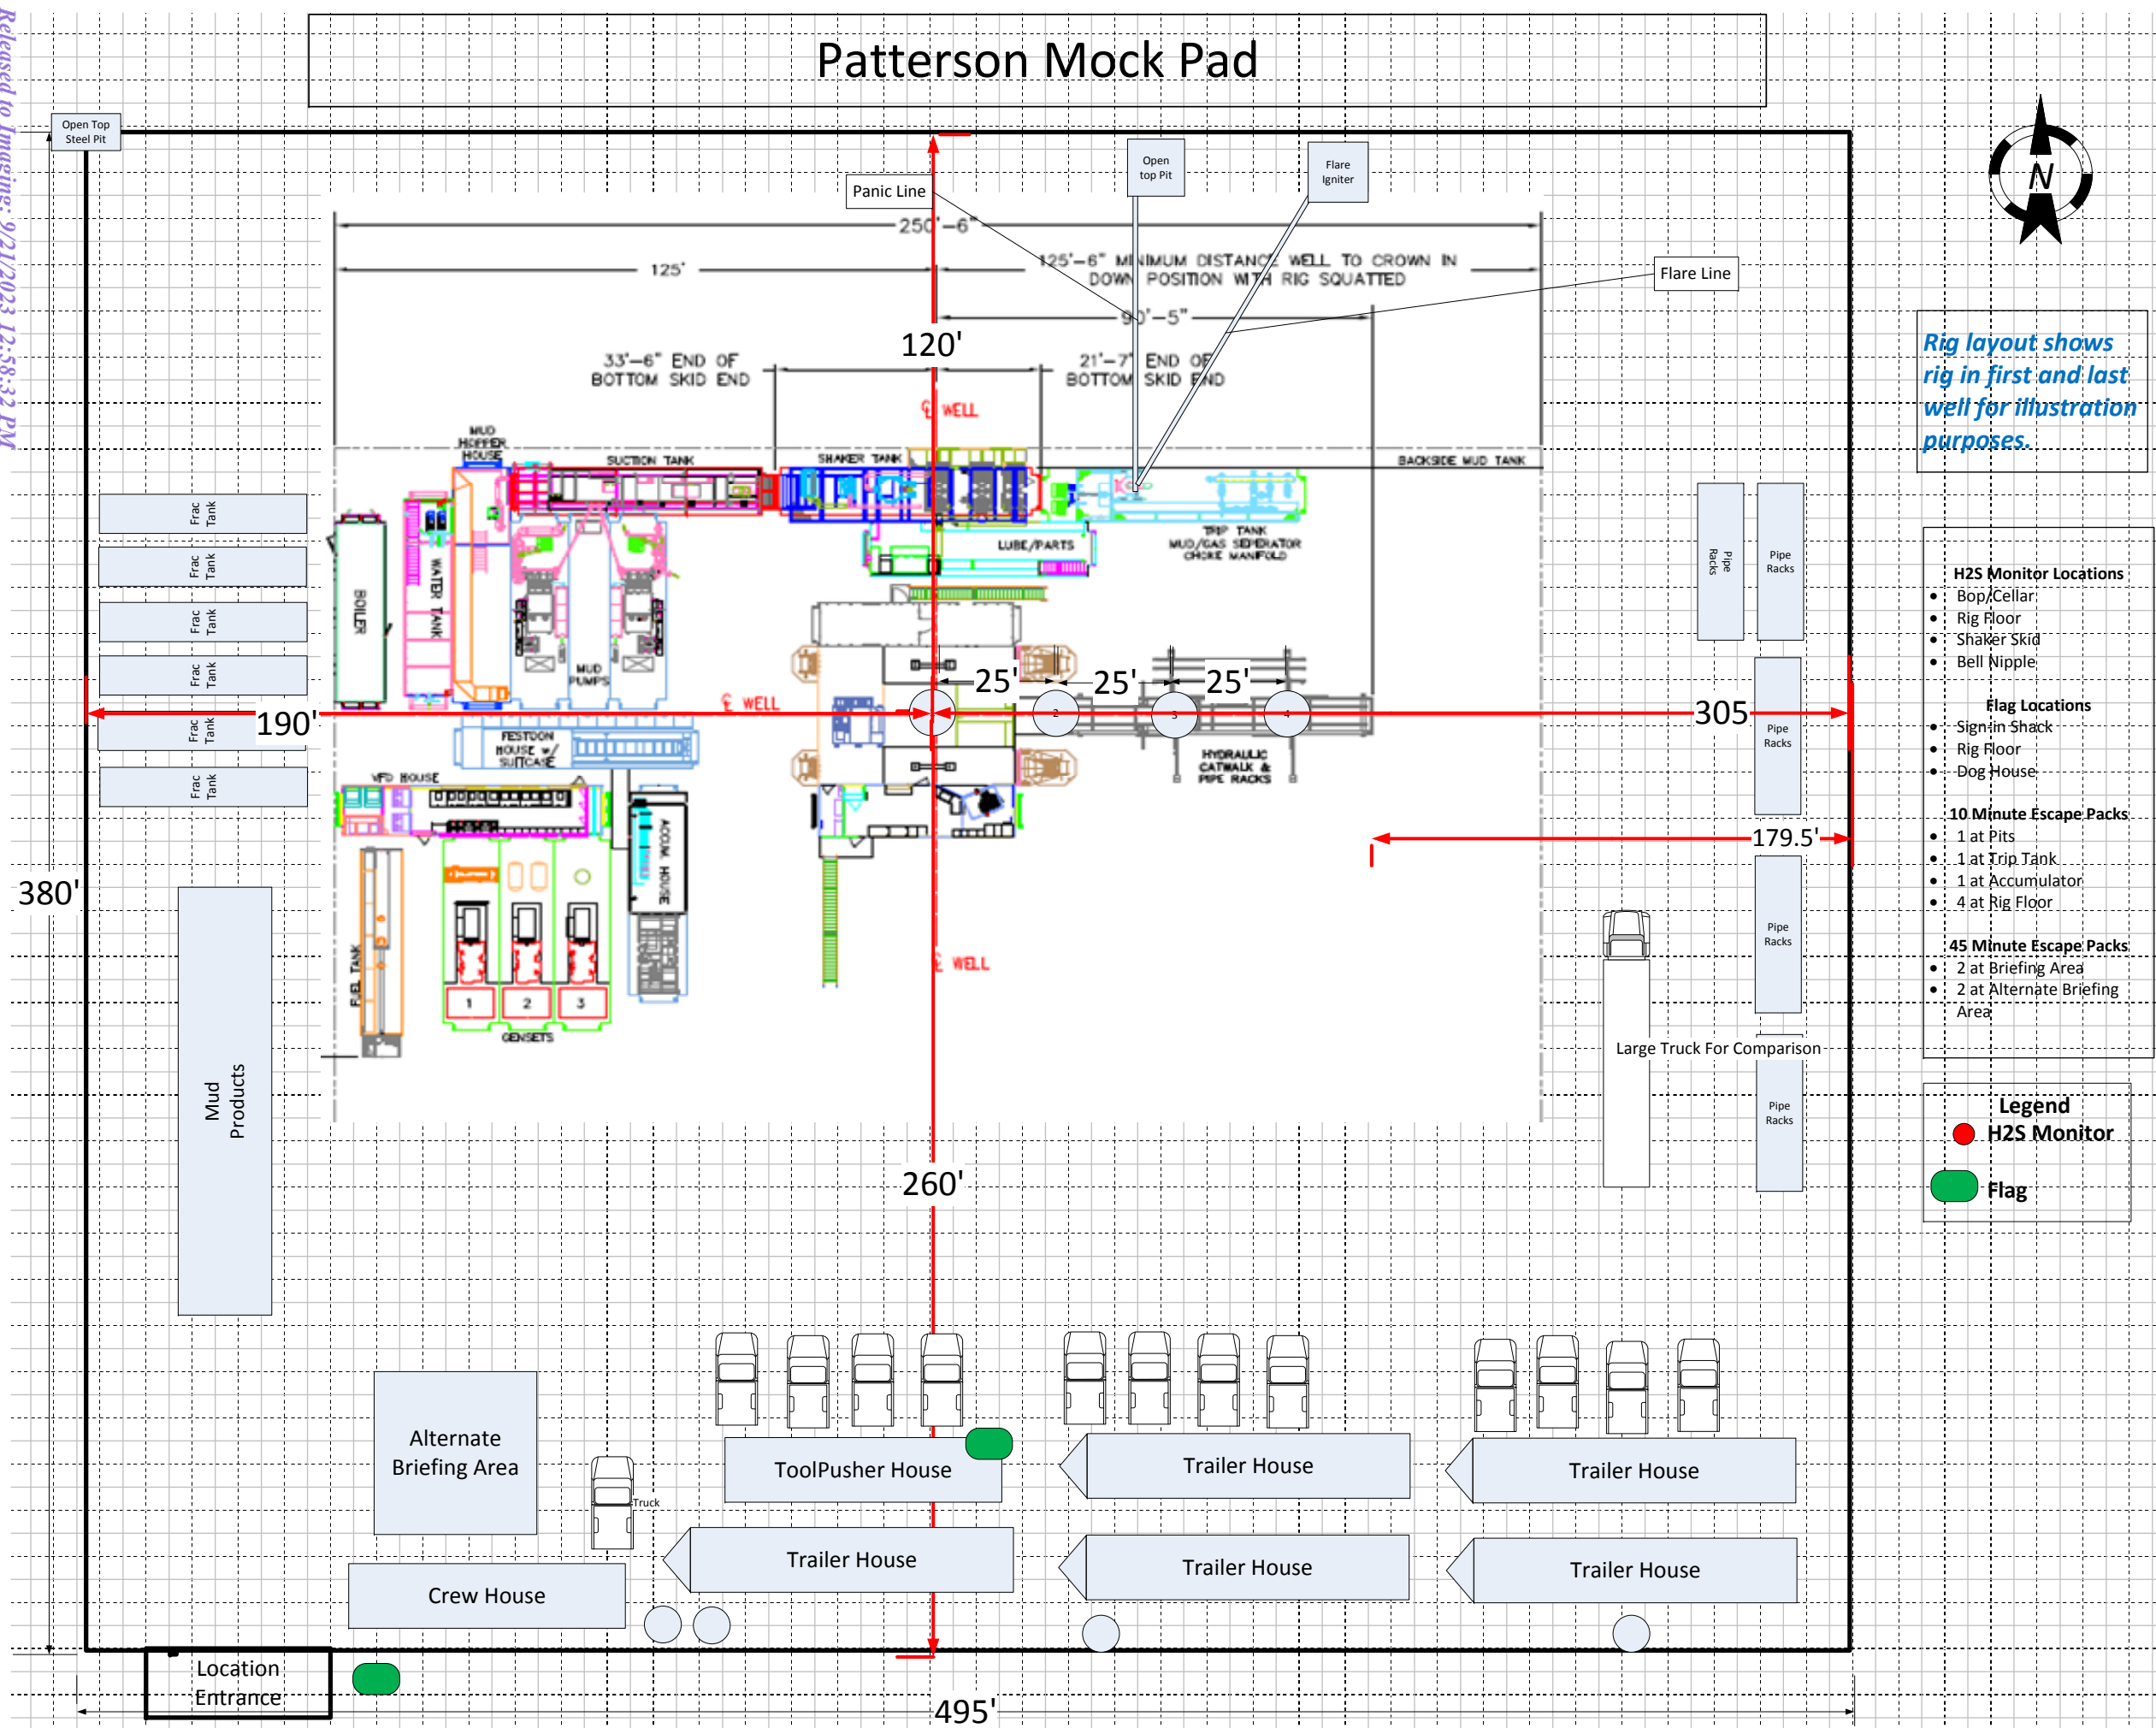 Released to Imaging: 9/21/2023 12:58:32 PM
Patterson Mock Pad
Open Top
Steel Pit
Open
top Pit
Flare
Igniter
Panic Line
N
250'-6"
125'
125'-6" MINIMUM DISTANCE WELL TO CROWN IN
DOWN POSITION WITH RIG SQUATTED
Flare Line
90'-5"
120'
33'-6" END OF
BOTTOM SKID END
21'-7" END OF
BOTTOM SKID END
Rig layout shows
rig in first and last
well for illustration
purposes.
℄ WELL
MUD
HOPPER
HOUSE
SUCTION TANK
SHAKER TANK
BACKSIDE MUD TANK
Frac
Tank
Frac
Tank
Frac
Tank
Frac
Tank
Frac
Tank
Frac
Tank
BOILER
WATER TANK
MUD
PUMPS
LUBE/PARTS
TRIP TANK
MUD/GAS SEPERATOR
CHOKE MANIFOLD
Pipe
Racks
Pipe
Racks
H2S Monitor Locations
• Bop/Cellar
• Rig Floor
• Shaker Skid
• Bell Nipple
Flag Locations
• Sign-in Shack
• Rig Floor
• Dog House
10 Minute Escape Packs
• 1 at Pits
• 1 at Trip Tank
• 1 at Accumulator
• 4 at Rig Floor
45 Minute Escape Packs
• 2 at Briefing Area
• 2 at Alternate Briefing
Area
25'
25'
25'
190'
℄ WELL
2
3
4
305
Pipe
Racks
FESTOON
HOUSE w/
SUITCASE
HYDRAULIC
CATWALK &
PIPE RACKS
VFD HOUSE
ACCUM. HOUSE
179.5'
380'
Pipe
Racks
FUEL TANK
℄ WELL
1
2
3
GENSETS
Large Truck For Comparison
Mud
Products
Pipe
Racks
Legend
H2S Monitor
Flag
260'
Alternate
Briefing Area
ToolPusher House
Trailer House
Trailer House
Truck
Trailer House
Trailer House
Trailer House
Crew House
Location
Entrance
495'